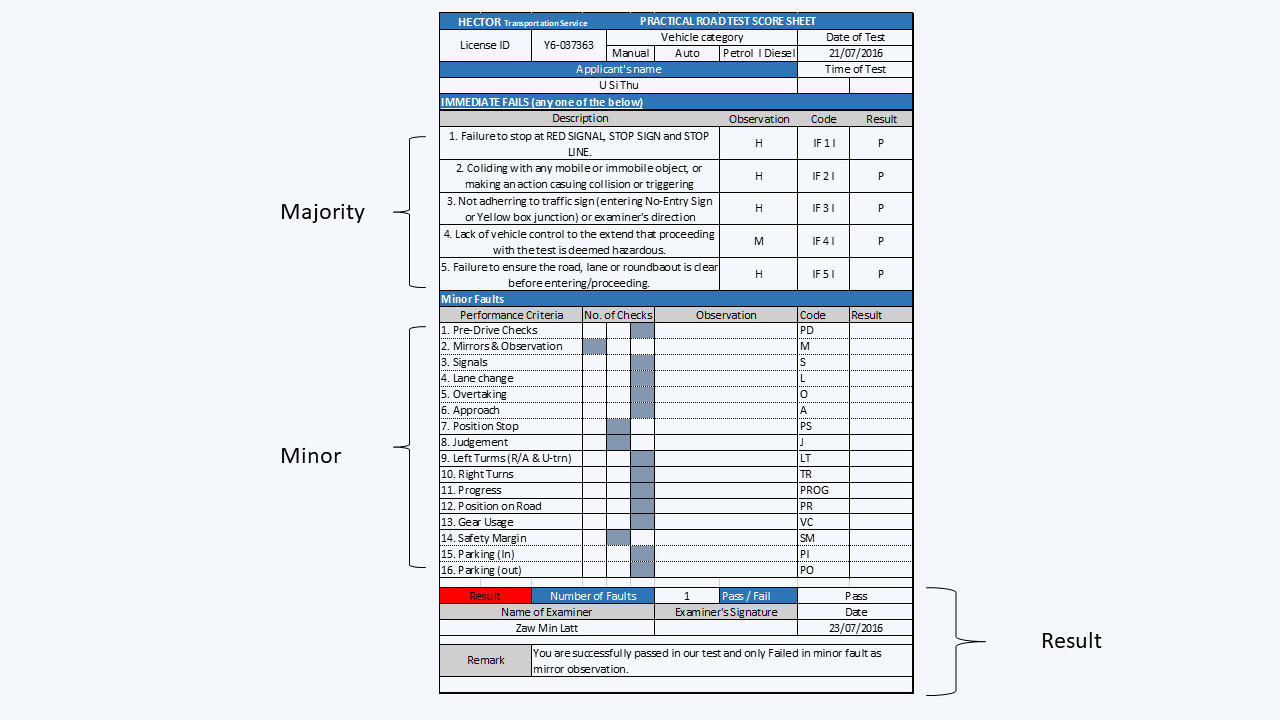 HECTOR Transportation Service PRACTICAL ROAD TEST SCORE SHEET
License ID Y6-037363 Vehicle category Date of Test
Manual Auto Petrol I Diesel 21/07/2016
Applicant's name Time of Test
U Si Thu
IMMEDIATE FAILS (any one of the below)
Description Observation Code Result
1. Failure to stop at RED SIGNAL, STOP SIGN and STOP
LINE. H IF 1 I P
2. Coliding with any mobile or immobile object, or
making an action casuing collision or triggering H IF 2 I P
Majority
3. Not adhrering to traffic sign (entering No-Entry Sign
or Yellow box junction) or examiner's direction H IF 3 I P
4. Lack of vehicle control to the extend that proceeding
with the test is deemed hazardous. M IF 4 I P
5. Failure to ensure the road, lane or roundbaout is clear
before entering/proceeding. H IF 5 I P
Minor Faults
Performance Criteria No. of Checks Observation Code Result
1. Pre-Drive Checks PD
2. Mirrors & Observation M
3. Signals S
4. Lane change L
5. Overtaking O
6. Approach A
7. Position Stop PS
8. Judgement J
Minor
9. Left Turms (R/A & U-trn) LT
10. Right Turns TR
11. Progress PROG
12. Position on Road PR
13. Gear Usage VC
14. Safety Margin SM
15. Parking (In) PI
16. Parking (out) PO
Result Number of Faults 1 Pass / Fail Pass
Name of Examiner Examiner's Signature Date
Zaw Min Latt 23/07/2016
Result
Remark You are successfully passed in our test and only Failed in minor fault as
mirror observation.